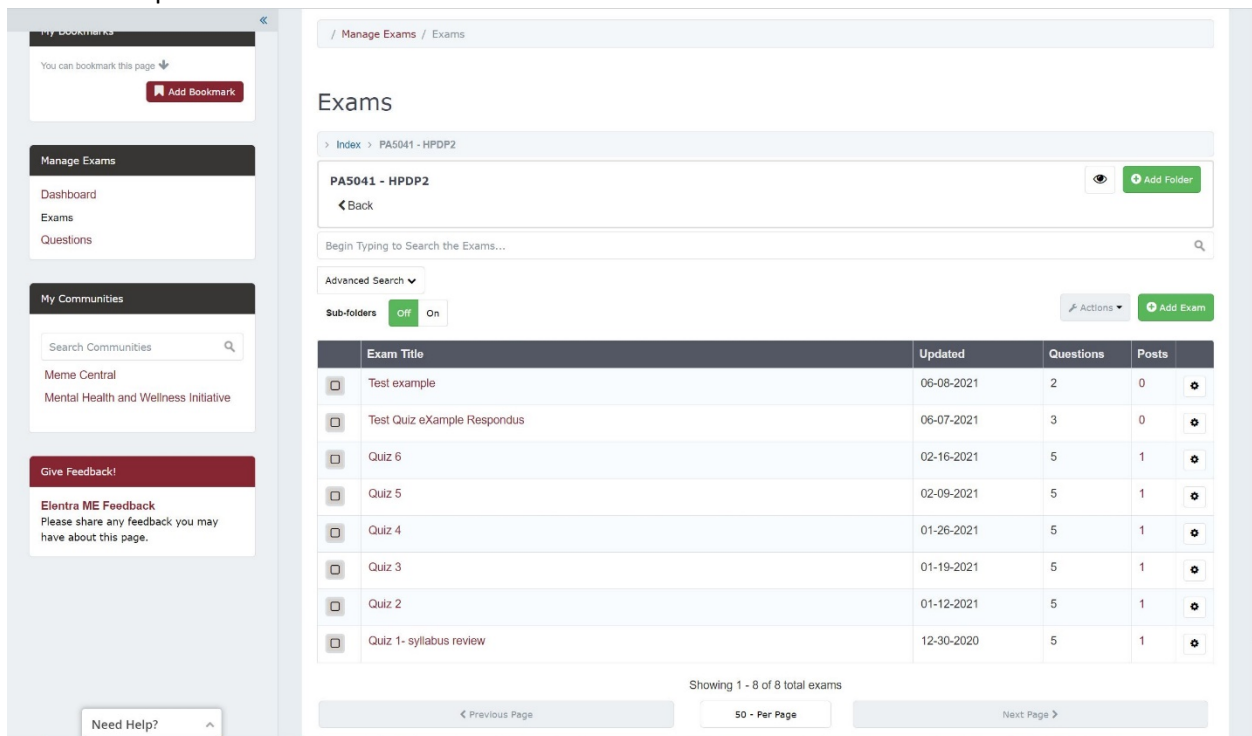 «
My Bookmarks
You can bookmark this page
Add Bookmark
Manage Exams
Dashboard
Exams
Questions
My Communities
Search Communities
Meme Central
Mental Health and Wellness Initiative
Give Feedback!
Elentra ME Feedback
Please share any feedback you may
have about this page.
Need Help?
/ Manage Exams / Exams
Exams
> Index > PA5041 - HPDP2
PA5041 - HPDP2
Add Folder
Back
Begin Typing to Search the Exams...
Advanced Search
Sub-folders Off On
Actions Add Exam
Exam Title Updated Questions Posts
Test example 06-08-2021 2 0
Test Quiz eXample Respondus 06-07-2021 3 0
Quiz 6 02-16-2021 5 1
Quiz 5 02-09-2021 5 1
Quiz 4 01-26-2021 5 1
Quiz 3 01-19-2021 5 1
Quiz 2 01-12-2021 5 1
Quiz 1- syllabus review 12-30-2020 5 1
Showing 1 - 8 of 8 total exams
Previous Page 50 - Per Page Next Page